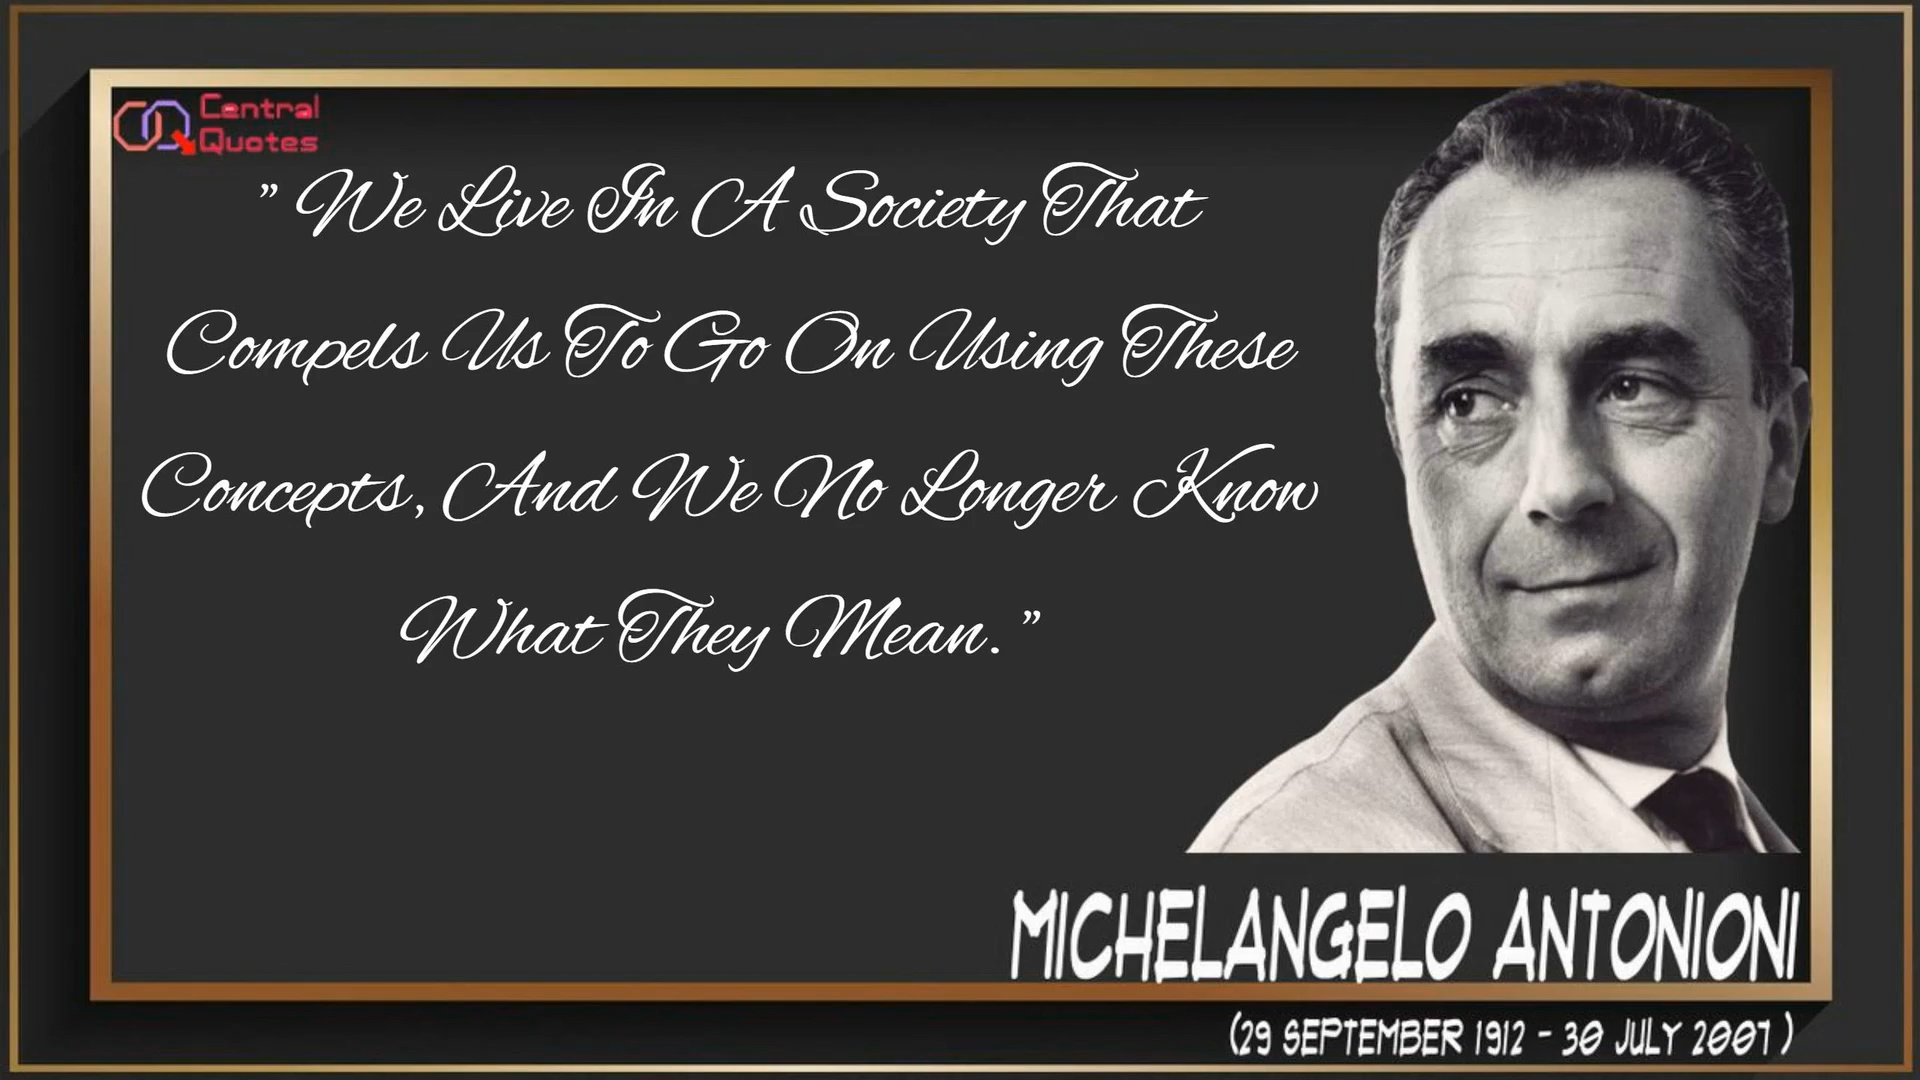 Central
Quotes
” We Live In A Society That
Compels Us To Go On Using These
Concepts, And We No Longer Know
What They Mean. ”
MICHELANGELO ANTONIONI
(29 SEPTEMBER 1912 - 30 JULY 2007 )